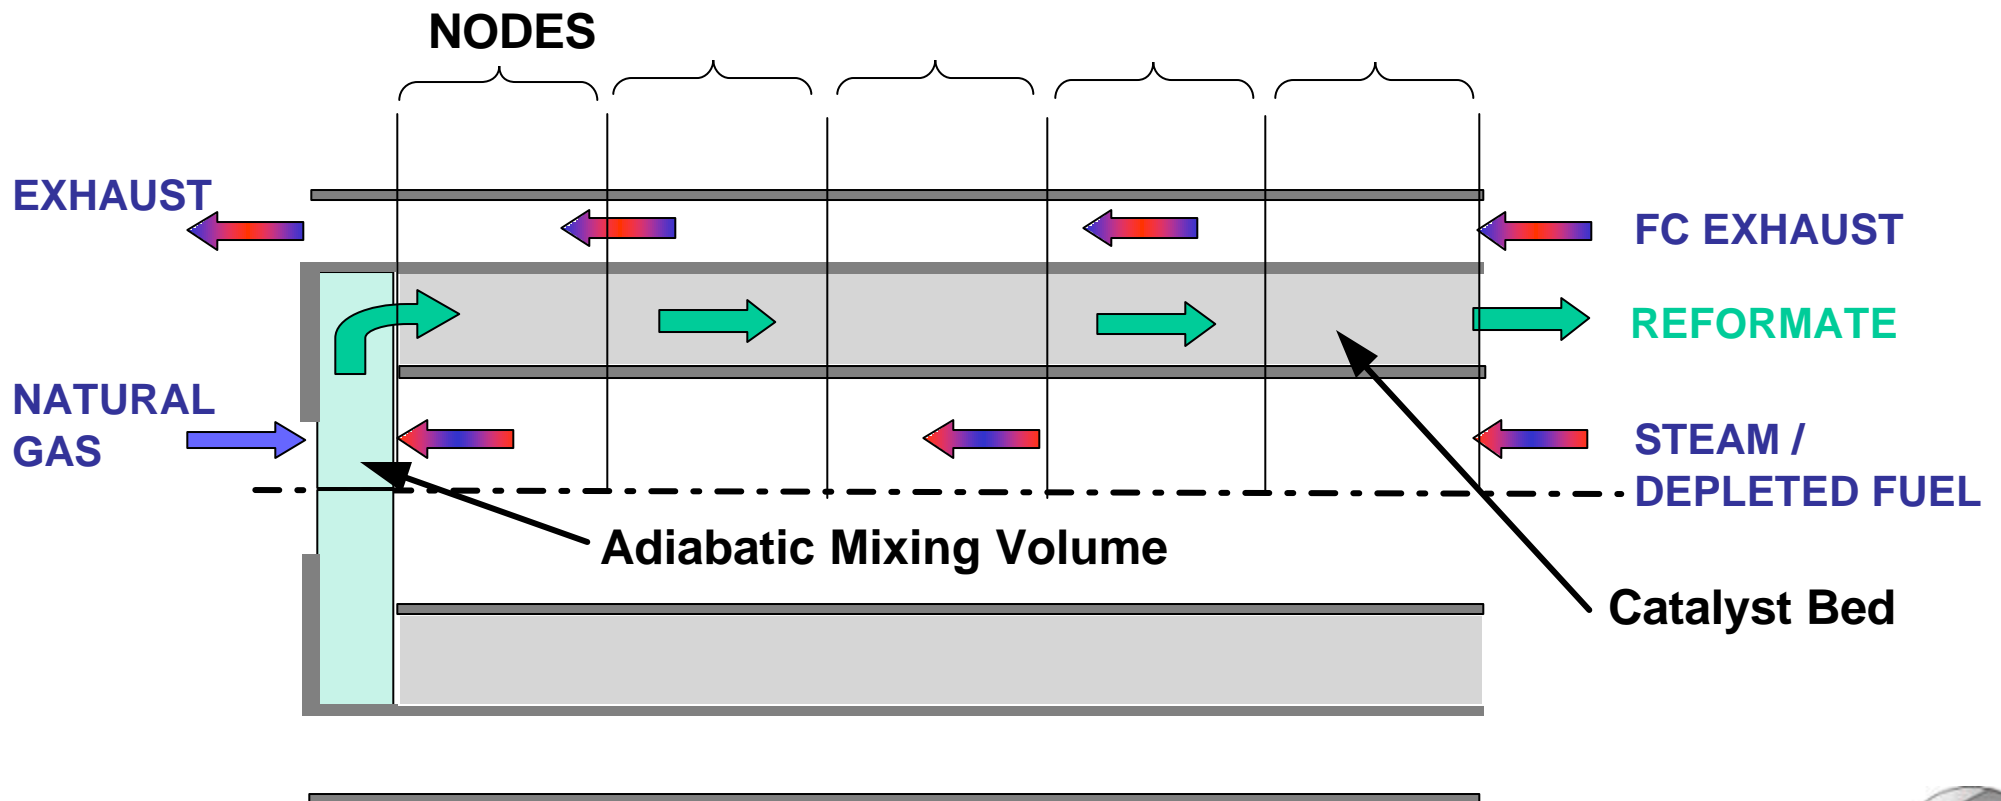 NODES
EXHAUST
FC EXHAUST
REFORMATE
NATURAL
GAS
STEAM /
DEPLETED FUEL
Adiabatic Mixing Volume
Catalyst Bed